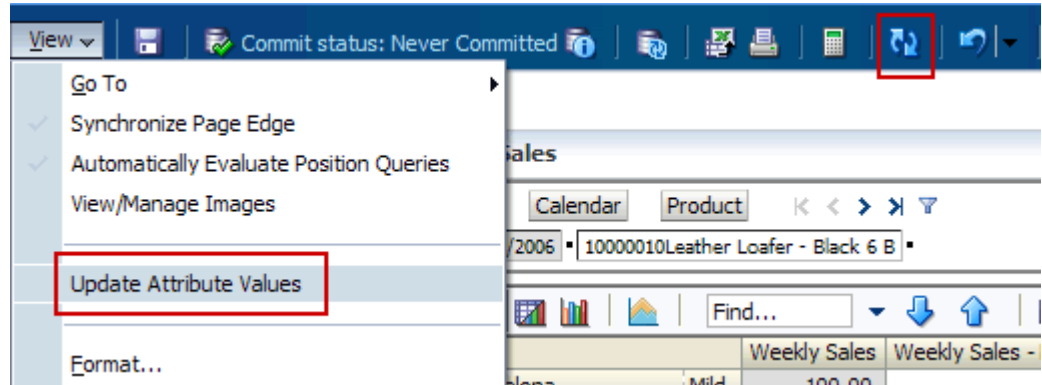 View
Commit status: Never Committed
Go To
Synchronize Page Edge
Automatically Evaluate Position Queries
View/Manage Images
Update Attribute Values
Format...
Sales
Calendar Product
/2006 10000010Leather Loafer - Black 6 B
Find...
Weekly Sales Weekly Sales -
Mild 100.00